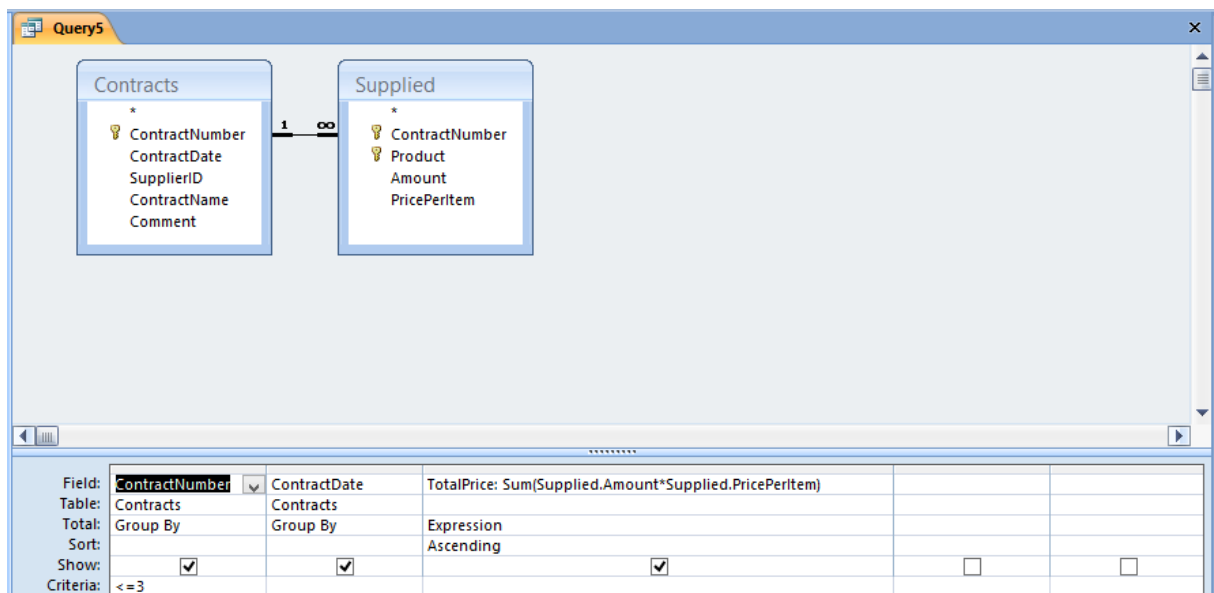 Query5
Contracts
*
ContractNumber
ContractDate
SupplierID
ContractName
Comment
1 ∞
Supplied
*
ContractNumber
Product
Amount
PricePerItem
Field: ContractNumber ContractDate TotalPrice: Sum(Supplied.Amount*Supplied.PricePerItem)
Table: Contracts Contracts
Total: Group By Group By Expression
Sort: Ascending
Show:
Criteria: <=3